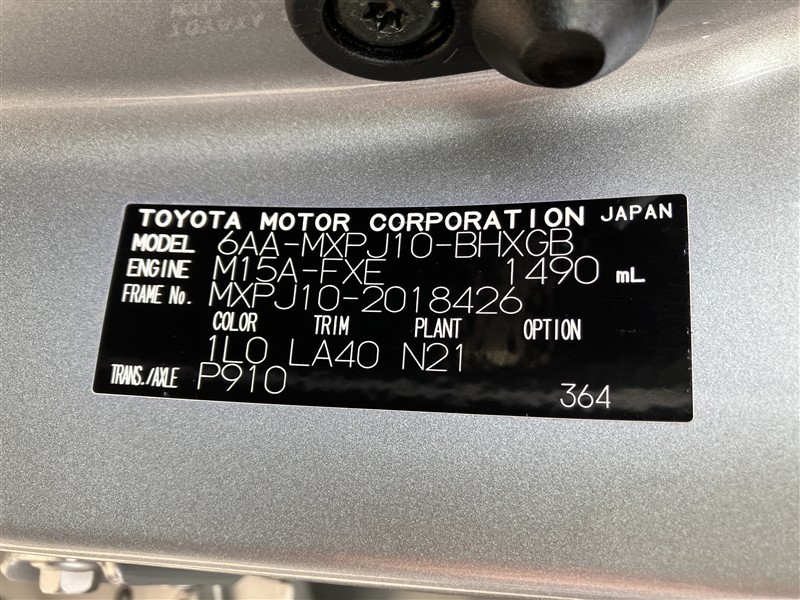 TOYOTA MOTOR CORPORATION JAPAN
MODEL 6AA-MXPJ10-BHXGB
ENGINE M15A-FXE 1490 mL
FRAME No. MXPJ10-2018426
COLOR TRIM PLANT OPTION
1L0 LA40 N21
TRANS./AXLE P910
364